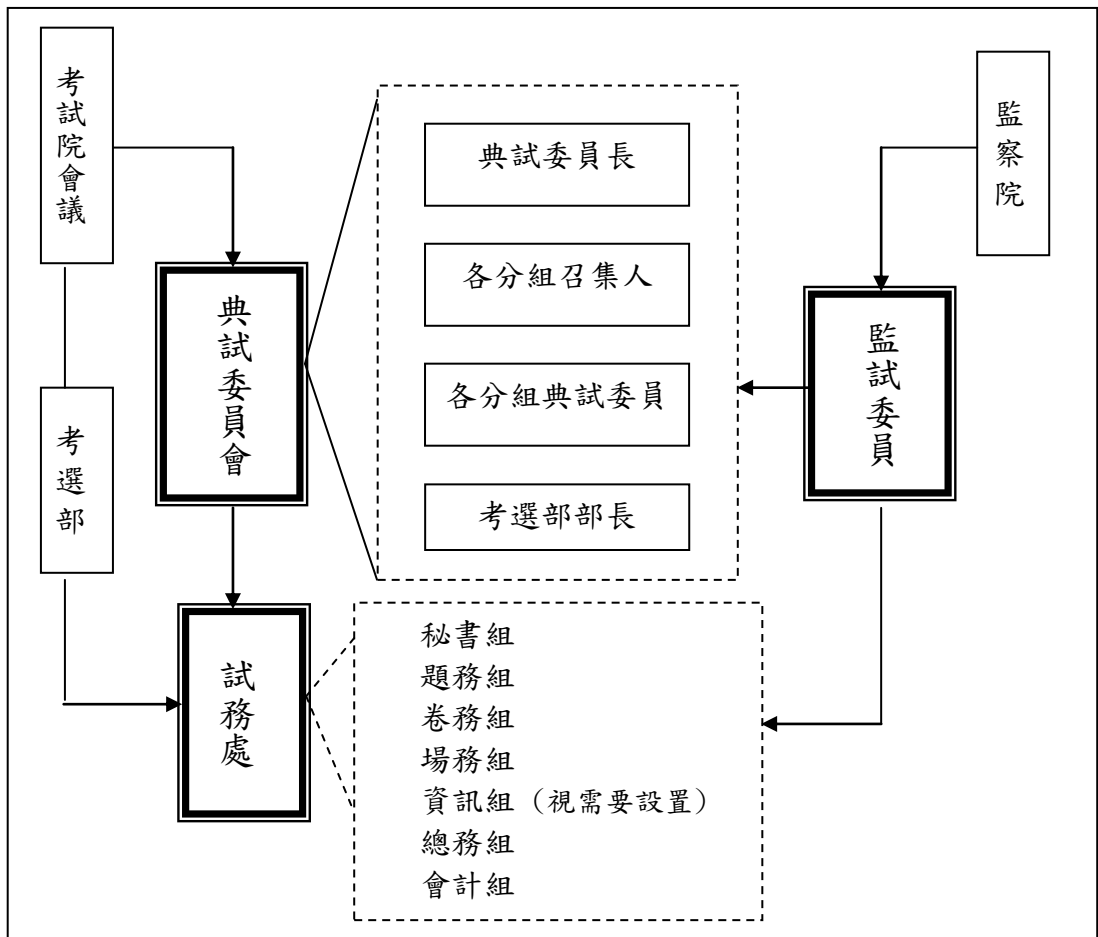 考試院會議
考選部
典試委員會
試務處
典試委員長
各分組召集人
各分組典試委員
考選部部長
秘書組
題務組
卷務組
場務組
資訊組（視需要設置）
總務組
會計組
監察院
監試委員